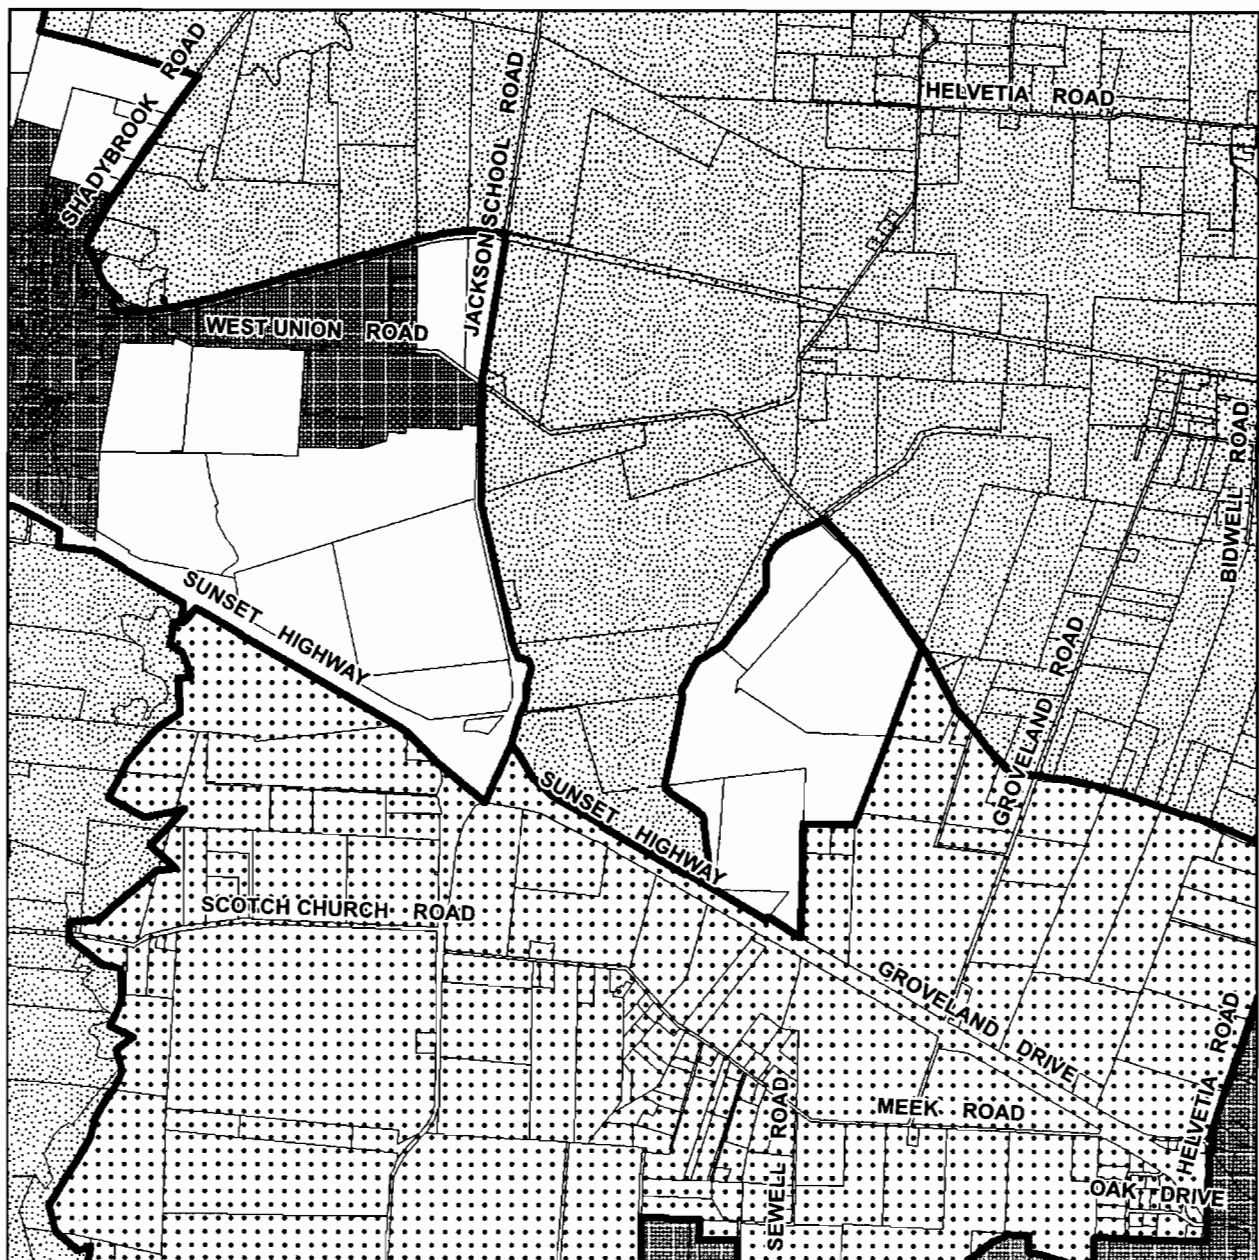 SHADYBROOK ROAD
JACKSON SCHOOL ROAD
HELVETIA ROAD
WEST UNION ROAD
BIDWELL ROAD
SUNSET HIGHWAY
GROVELAND ROAD
SUNSET HIGHWAY
SCOTCH CHURCH ROAD
GROVELAND DRIVE
HELVETIA ROAD
MEEK ROAD
SEWELL ROAD
OAK DRIVE